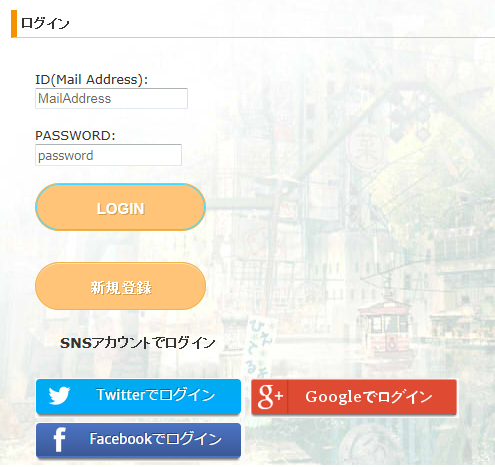 ログイン
ID(Mail Address):
MailAddress
PASSWORD:
password
LOGIN
新規登録
SNSアカウントでログイン
Twitterでログイン
g+ Googleでログイン
f Facebookでログイン